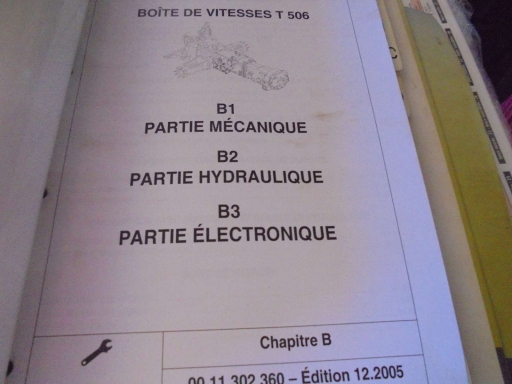 BOÎTE DE VITESSES T 506
B1
PARTIE MÉCANIQUE
B2
PARTIE HYDRAULIQUE
B3
PARTIE ÉLECTRONIQUE
Chapitre B
00 11 302 360 – Édition 12.2005
C